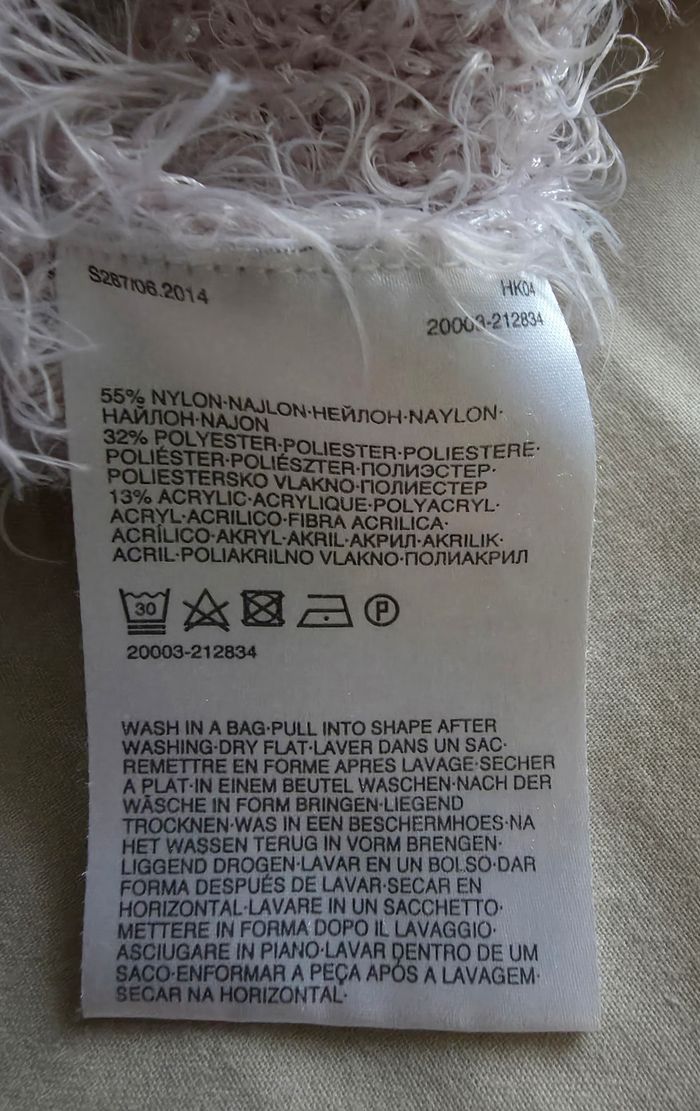 S287/06.2014
HK04
20003-212834
55% NYLON·NAJLON·НЕЙЛОН·NAYLON·
НАЙЛОН·NAJON
32% POLYESTER·POLIESTER·POLIESTERE·
POLIÉSTER·POLIÉSZTER·ПОЛИЭСТЕР·
POLIESTERSKO VLAKNO·ПОЛИЕСТЕР
13% ACRYLIC·ACRYLIQUE·POLYACRYL·
ACRYL·ACRILICO·FIBRA ACRILICA·
ACRÍLICO·AKRYL·AKRIL·АКРИЛ·AKRILIK·
ACRIL·POLIAKRILNO VLAKNO·ПОЛИАКРИЛ
30 P
20003-212834
WASH IN A BAG·PULL INTO SHAPE AFTER
WASHING·DRY FLAT·LAVER DANS UN SAC·
REMETTRE EN FORME APRES LAVAGE·SECHER
A PLAT·IN EINEM BEUTEL WASCHEN·NACH DER
WÄSCHE IN FORM BRINGEN·LIEGEND
TROCKNEN·WAS IN EEN BESCHERMHOES·NA
HET WASSEN TERUG IN VORM BRENGEN·
LIGGEND DROGEN·LAVAR EN UN BOLSO·DAR
FORMA DESPUÉS DE LAVAR·SECAR EN
HORIZONTAL·LAVARE IN UN SACCHETTO·
METTERE IN FORMA DOPO IL LAVAGGIO·
ASCIUGARE IN PIANO·LAVAR DENTRO DE UM
SACO·ENFORMAR A PEÇA APÓS A LAVAGEM·
SECAR NA HORIZONTAL·